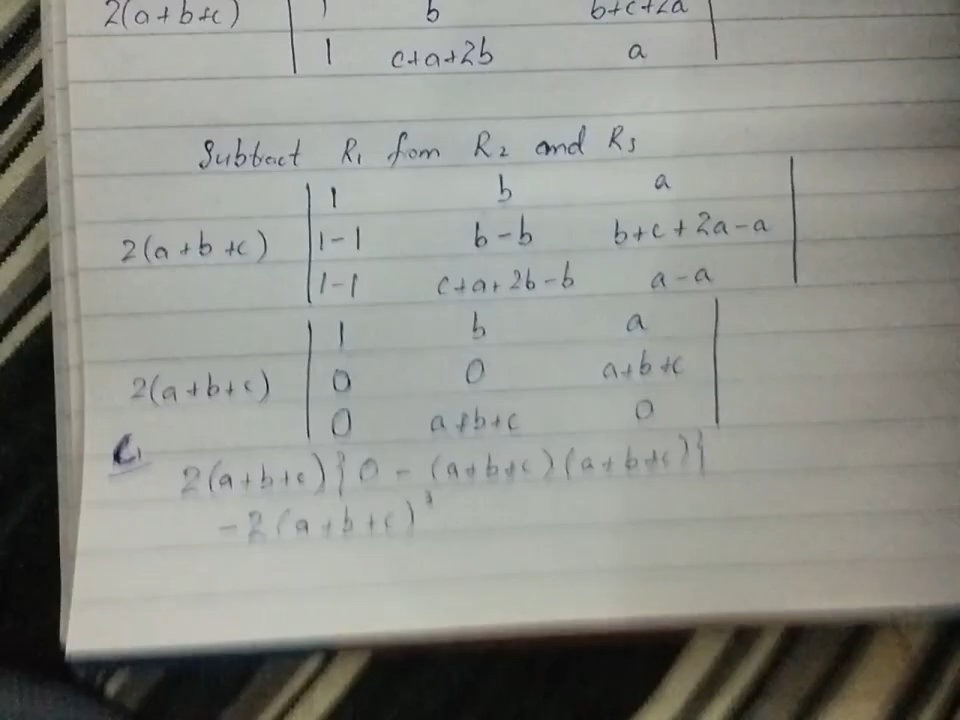 2(a+b+c) | 1 b b+c+2a |
| 1 c+a+2b a |
Subtract R₁ from R₂ and R₃
| 1 b a |
2(a+b+c) | 1-1 b-b b+c+2a-a |
| 1-1 c+a+2b-b a-a |
| 1 b a |
2(a+b+c) | 0 0 a+b+c |
| 0 a+b+c 0 |
C₁
2(a+b+c){0-(a+b+c)(a+b+c)}
-2(a+b+c)³